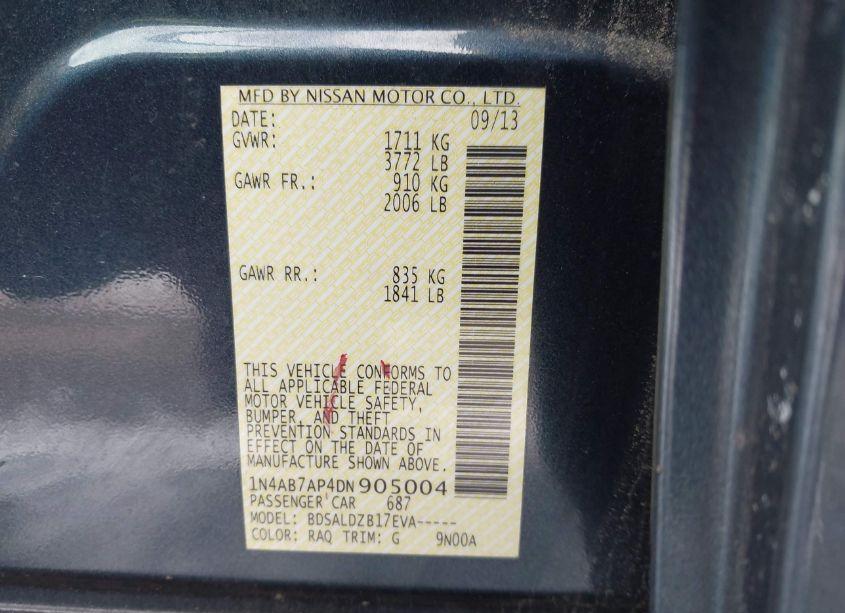 MFD BY NISSAN MOTOR CO., LTD.
DATE: 09/13
GVWR: 1711 KG
3772 LB
GAWR FR.: 910 KG
2006 LB
GAWR RR.: 835 KG
1841 LB
THIS VEHICLE CONFORMS TO
ALL APPLICABLE FEDERAL
MOTOR VEHICLE SAFETY,
BUMPER, AND THEFT
PREVENTION STANDARDS IN
EFFECT ON THE DATE OF
MANUFACTURE SHOWN ABOVE.
1N4AB7AP4DN905004
PASSENGER CAR 687
MODEL: BDSALDZB17EVA-----
COLOR: RAQ TRIM: G 9N00A